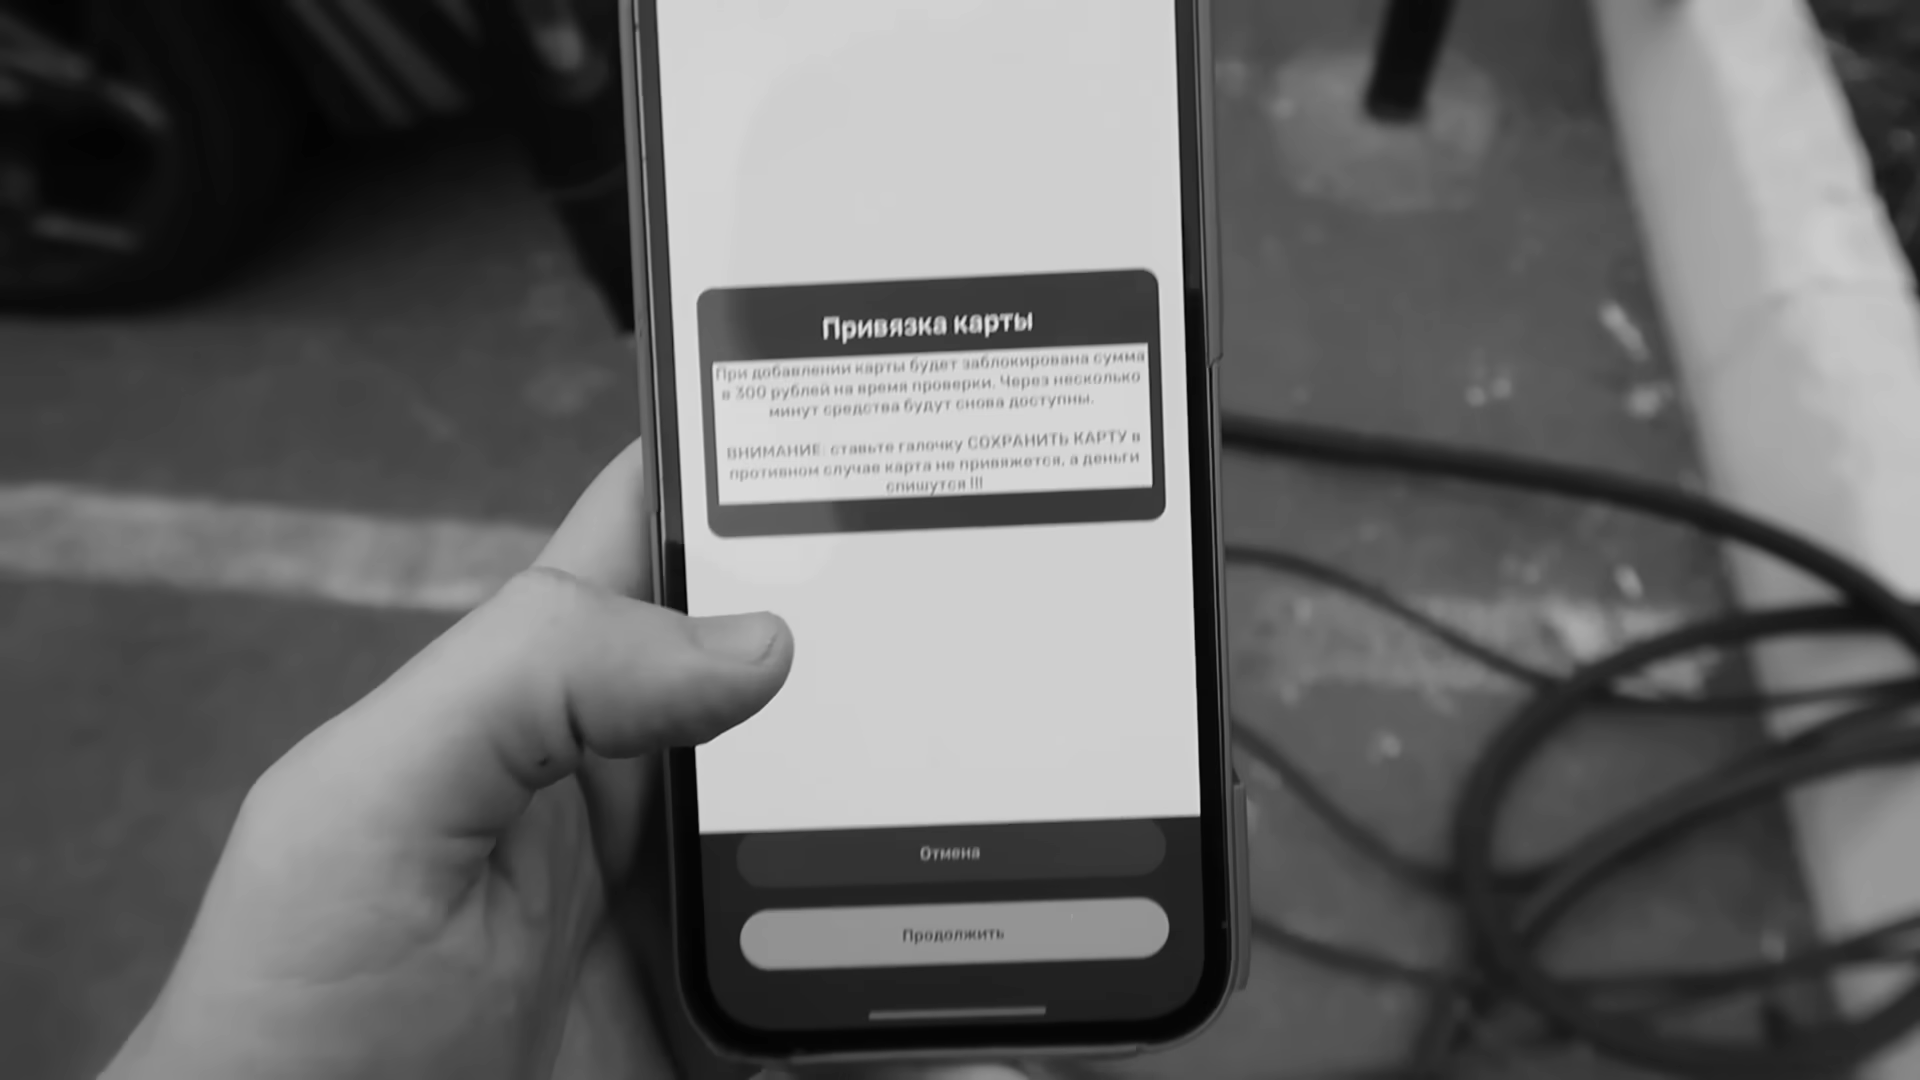 Привязка карты
При добавлении карты будет заблокирована сумма
в 300 рублей на время проверки. Через несколько
минут средства будут снова доступны.
ВНИМАНИЕ: ставьте галочку СОХРАНИТЬ КАРТУ в
противном случае карта не привяжется, а деньги
спишутся !!!
Отмена
Продолжить